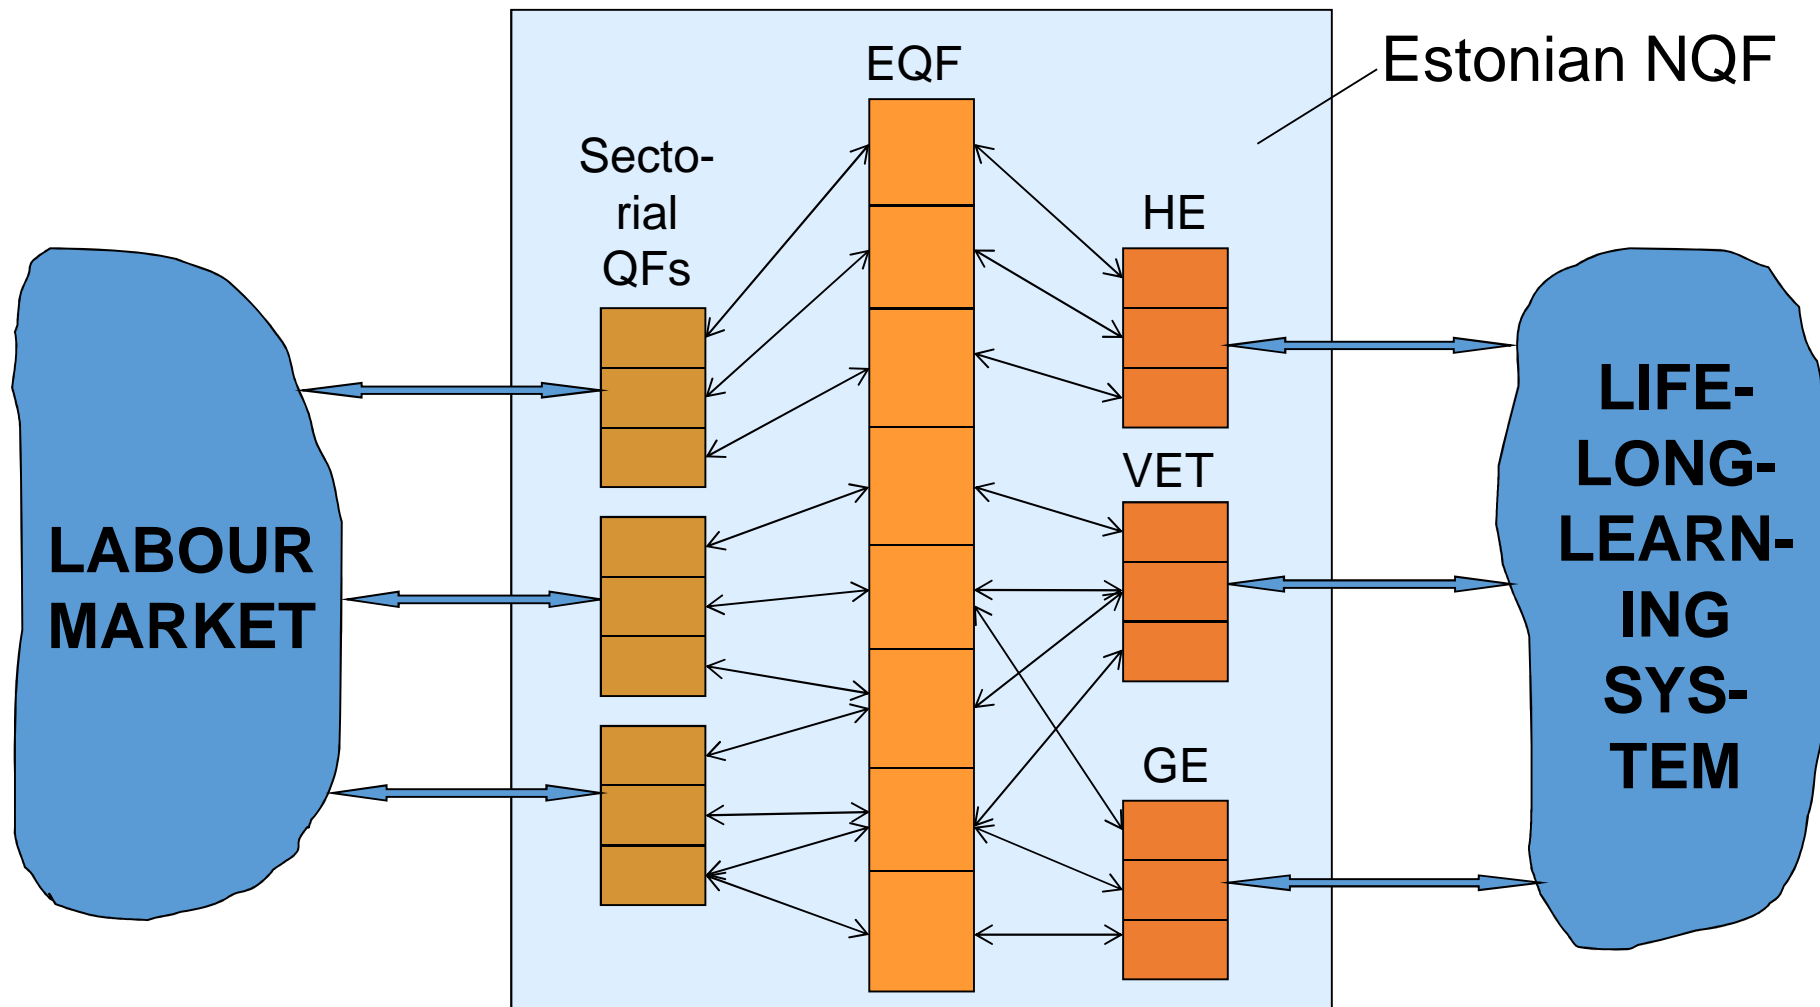 EQF
Estonian NQF
Secto-
rial
QFs
HE
LABOUR
MARKET
VET
GE
LIFE-
LONG-
LEARN-
ING
SYS-
TEM